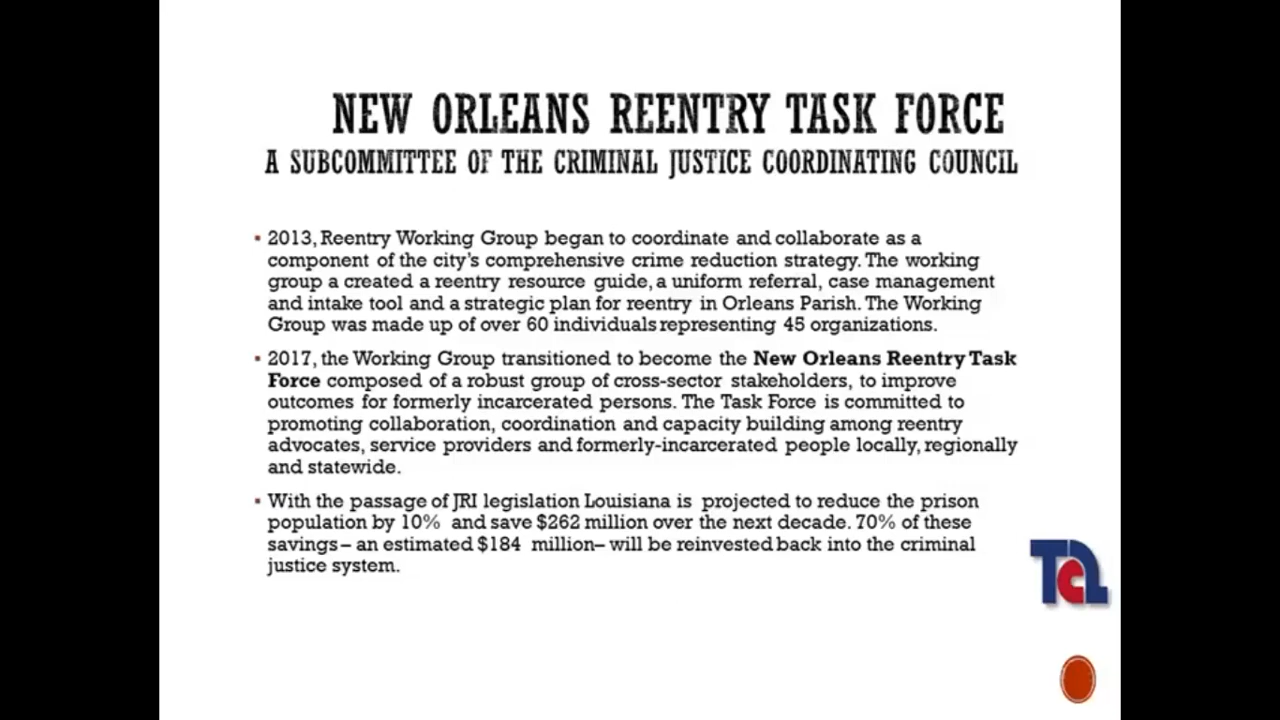 NEW ORLEANS REENTRY TASK FORCE
A SUBCOMMITTEE OF THE CRIMINAL JUSTICE COORDINATING COUNCIL
▪ 2013, Reentry Working Group began to coordinate and collaborate as a
component of the city's comprehensive crime reduction strategy. The working
group a created a reentry resource guide, a uniform referral, case management
and intake tool and a strategic plan for reentry in Orleans Parish. The Working
Group was made up of over 60 individuals representing 45 organizations.
▪ 2017, the Working Group transitioned to become the New Orleans Reentry Task
Force composed of a robust group of cross-sector stakeholders, to improve
outcomes for formerly incarcerated persons. The Task Force is committed to
promoting collaboration, coordination and capacity building among reentry
advocates, service providers and formerly-incarcerated people locally, regionally
and statewide.
▪ With the passage of JRI legislation Louisiana is projected to reduce the prison
population by 10% and save $262 million over the next decade. 70% of these
savings – an estimated $184 million– will be reinvested back into the criminal
justice system.